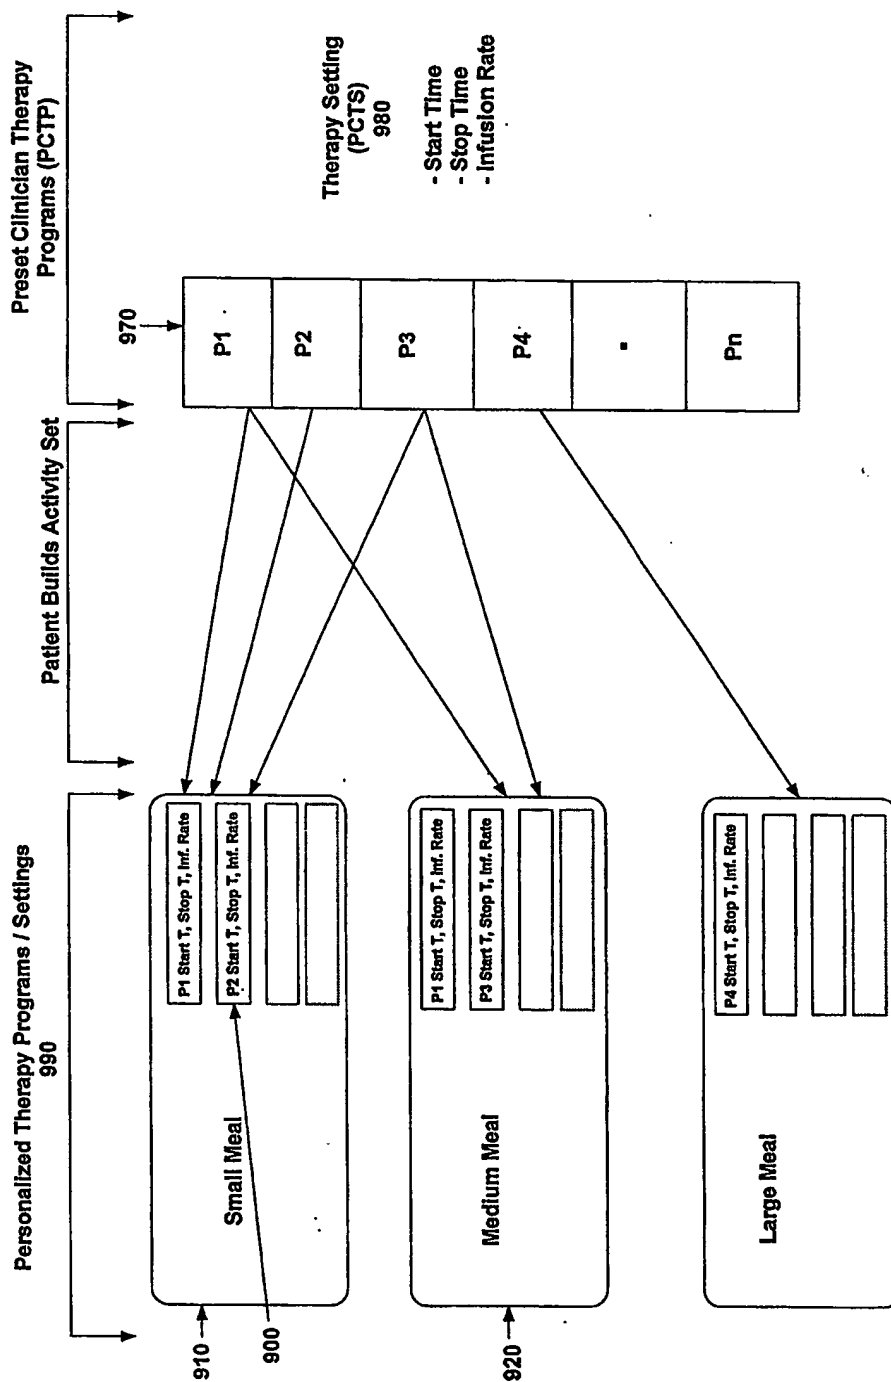 Personalized Therapy Programs / Settings
990
Patient Builds Activity Set
Preset Clinician Therapy
Programs (PCTP)
910
900
Small Meal
P1 Start T, Stop T, Inf. Rate
P2 Start T, Stop T, Inf. Rate
920
Medium Meal
P1 Start T, Stop T, Inf. Rate
P3 Start T, Stop T, Inf. Rate
Large Meal
P4 Start T, Stop T, Inf. Rate
970
P1
P2
P3
P4
Pn
Therapy Setting
(PCTS)
980
- Start Time
- Stop Time
- Infusion Rate